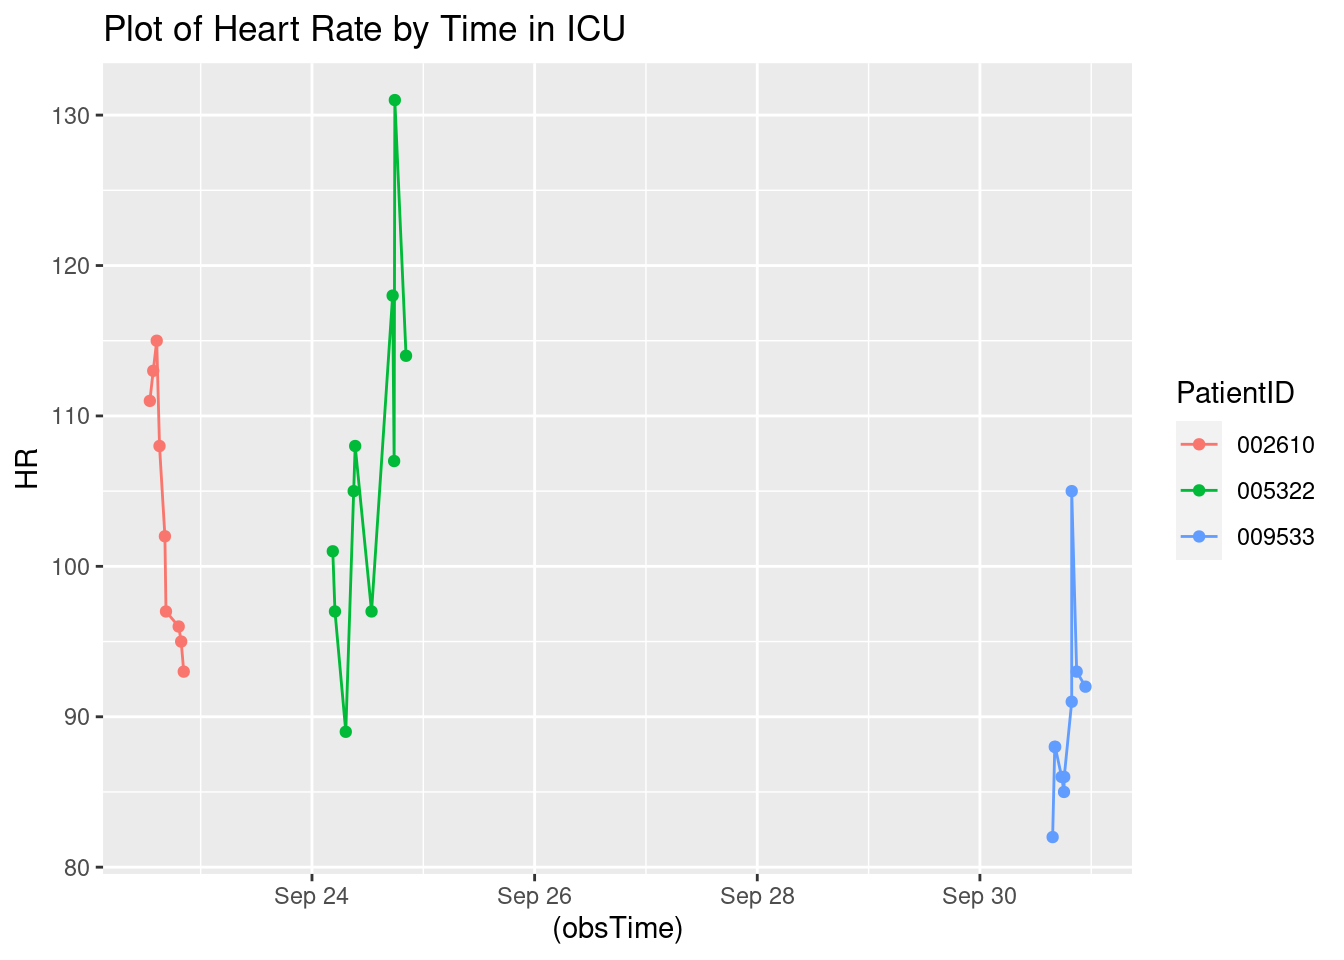 Plot of Heart Rate by Time in ICU
130
120
110
100
90
80
HR
Sep 24
Sep 26
Sep 28
Sep 30
(obsTime)
PatientID
002610
005322
009533